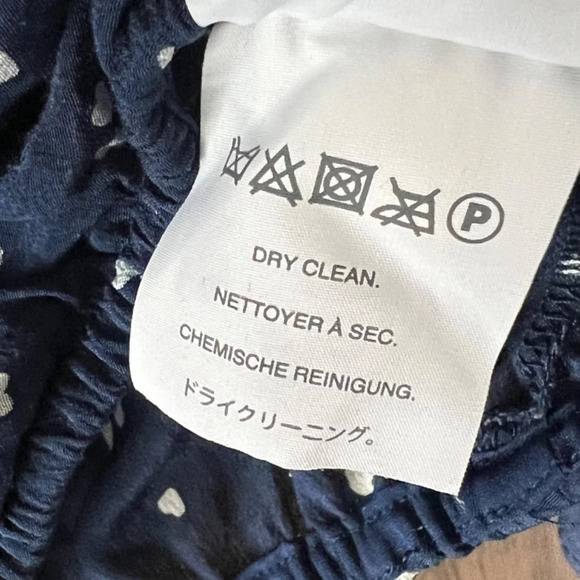 P
DRY CLEAN.
NETTOYER À SEC.
CHEMISCHE REINIGUNG.
ドライクリーニング。